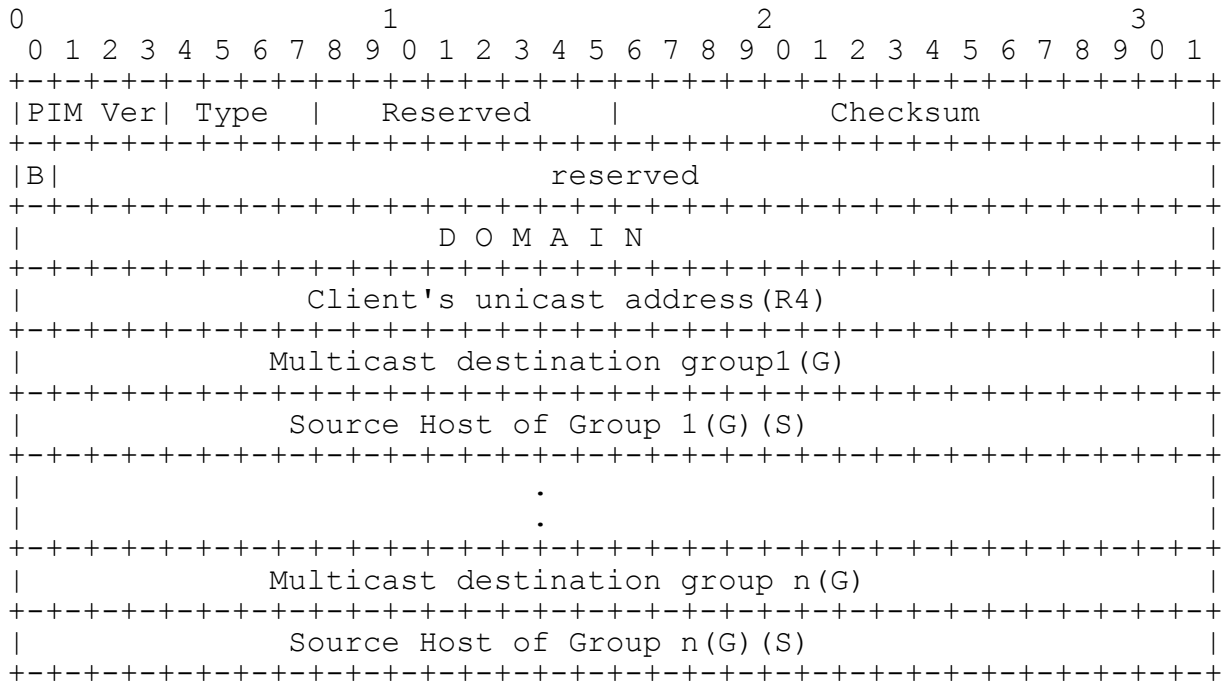 0                   1                   2                   3
 0 1 2 3 4 5 6 7 8 9 0 1 2 3 4 5 6 7 8 9 0 1 2 3 4 5 6 7 8 9 0 1
+-+-+-+-+-+-+-+-+-+-+-+-+-+-+-+-+-+-+-+-+-+-+-+-+-+-+-+-+-+-+-+-+
|PIM Ver| Type  |   Reserved    |           Checksum            |
+-+-+-+-+-+-+-+-+-+-+-+-+-+-+-+-+-+-+-+-+-+-+-+-+-+-+-+-+-+-+-+-+
|B|                          reserved                           |
+-+-+-+-+-+-+-+-+-+-+-+-+-+-+-+-+-+-+-+-+-+-+-+-+-+-+-+-+-+-+-+-+
|                      D O M A I N                              |
+-+-+-+-+-+-+-+-+-+-+-+-+-+-+-+-+-+-+-+-+-+-+-+-+-+-+-+-+-+-+-+-+
|               Client's unicast address(R4)                    |
+-+-+-+-+-+-+-+-+-+-+-+-+-+-+-+-+-+-+-+-+-+-+-+-+-+-+-+-+-+-+-+-+
|             Multicast destination group1(G)                   |
+-+-+-+-+-+-+-+-+-+-+-+-+-+-+-+-+-+-+-+-+-+-+-+-+-+-+-+-+-+-+-+-+
|              Source Host of Group 1(G)(S)                     |
+-+-+-+-+-+-+-+-+-+-+-+-+-+-+-+-+-+-+-+-+-+-+-+-+-+-+-+-+-+-+-+-+
|                           .                                   |
|                           .                                   |
+-+-+-+-+-+-+-+-+-+-+-+-+-+-+-+-+-+-+-+-+-+-+-+-+-+-+-+-+-+-+-+-+
|             Multicast destination group n(G)                  |
+-+-+-+-+-+-+-+-+-+-+-+-+-+-+-+-+-+-+-+-+-+-+-+-+-+-+-+-+-+-+-+-+
|              Source Host of Group n(G)(S)                     |
+-+-+-+-+-+-+-+-+-+-+-+-+-+-+-+-+-+-+-+-+-+-+-+-+-+-+-+-+-+-+-+-+